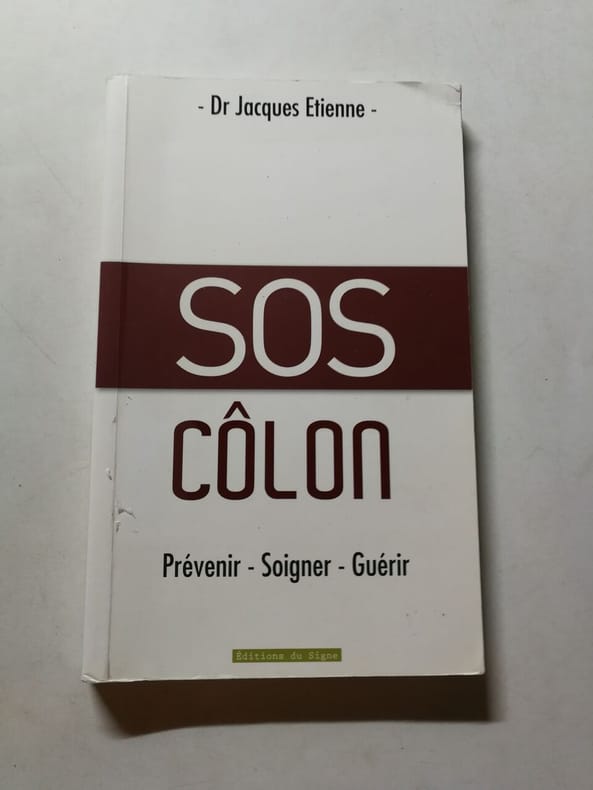 - Dr Jacques Etienne -
SOS
CÔLON
Prévenir - Soigner - Guérir
Éditions du Signe